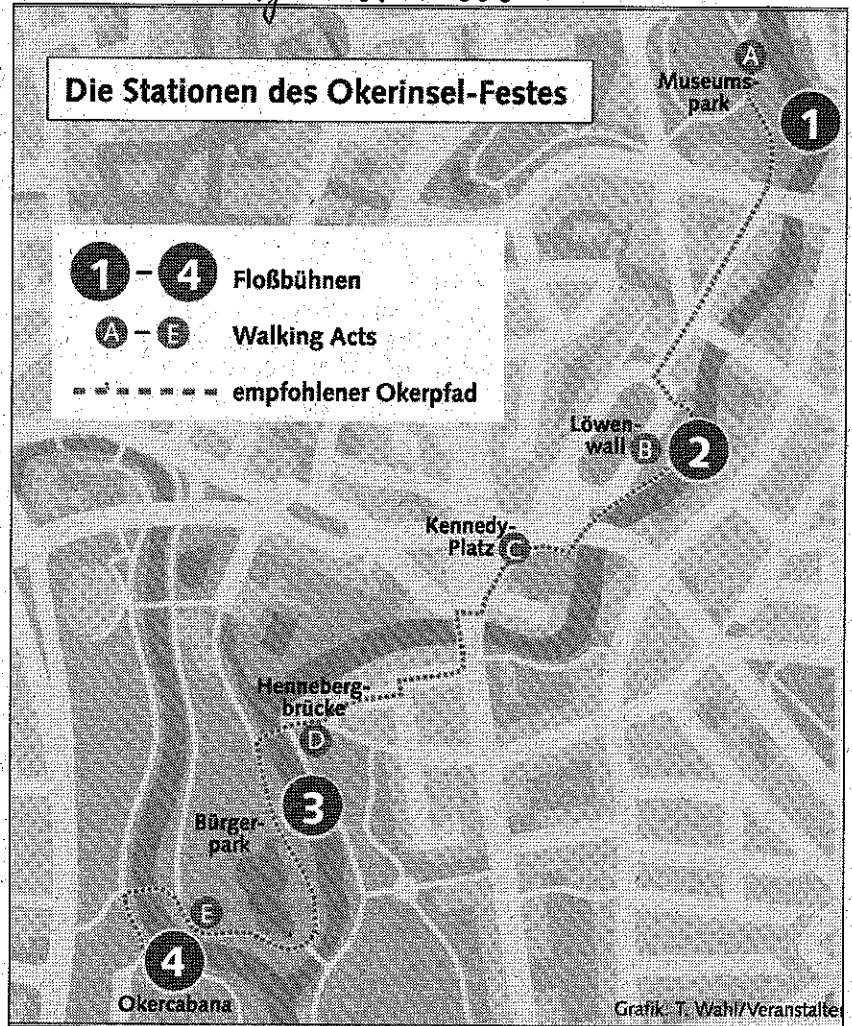 Die Stationen des Okerinsel-Festes
A
Museums-
park
1
1 – 4 Floßbühnen
A – E Walking Acts
empfohlener Okerpfad
Löwen-
wall B
2
Kennedy-
Platz C
Henneberg-
brücke
D
3
Bürger-
park
E
4
Okercabana
Grafik: T. Wahl/Veranstalter